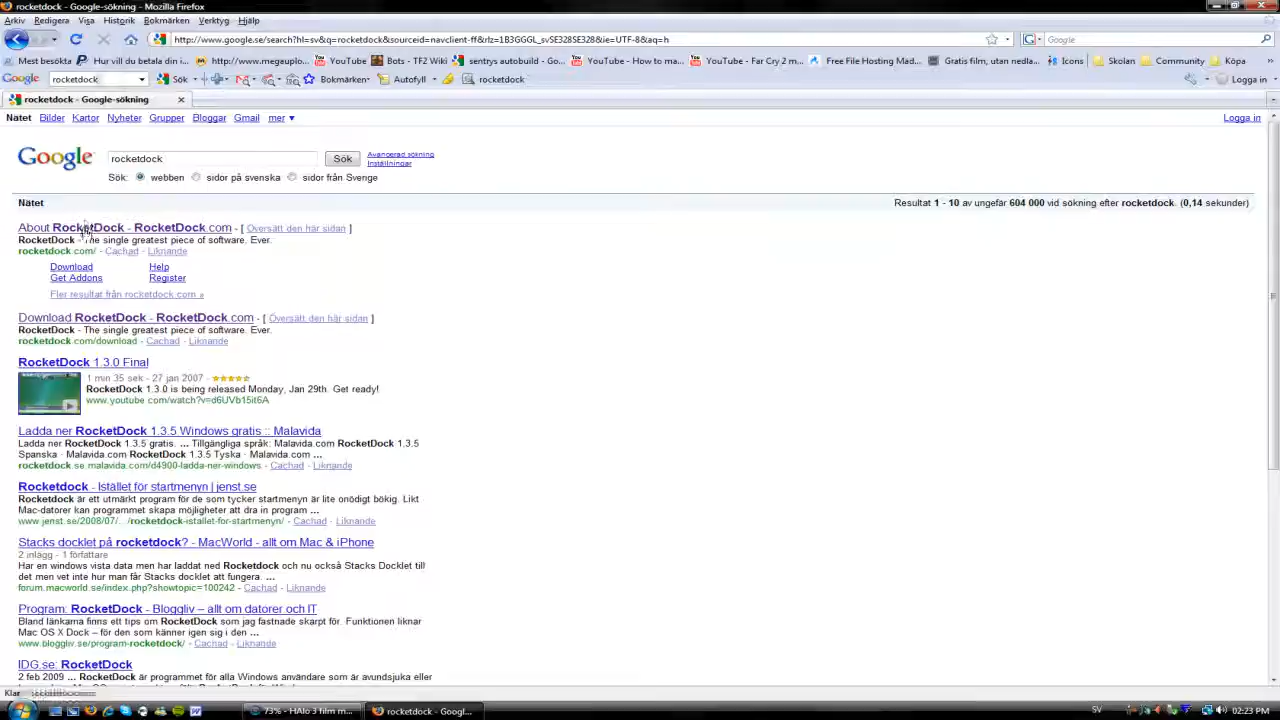 rocketdock - Google-sökning - Mozilla Firefox
Arkiv Redigera Visa Historik Bokmärken Verktyg Hjälp
http://www.google.se/search?hl=sv&q=rocketdock&sourceid=navclient-ff&rlz=1B3GGGL_svSE328SE328&ie=UTF-8&aq=h
Google
Mest besökta Hur vill du betala din i... http://www.megauplo... YouTube Bots - TF2 Wiki sentrys autobuild - Go... YouTube - How to ma... YouTube - Far Cry 2 m... Free File Hosting Mad... Gratis film, utan nedla... Icons Skolan Community Köpa
Google rocketdock Sök Bokmärken Autofyll rocketdock Logga in
rocketdock - Google-sökning
Nätet Bilder Kartor Nyheter Grupper Bloggar Gmail mer ▼ Logga in
Google rocketdock Sök Avancerad sökning
Inställningar
Sök: webben sidor på svenska sidor från Sverige
Nätet Resultat 1 - 10 av ungefär 604 000 vid sökning efter rocketdock. (0,14 sekunder)
About RocketDock - RocketDock.com - [ Översätt den här sidan ]
RocketDock - The single greatest piece of software. Ever.
rocketdock.com/ - Cachad - Liknande
Download Help
Get Addons Register
Fler resultat från rocketdock.com »
Download RocketDock - RocketDock.com - [ Översätt den här sidan ]
RocketDock - The single greatest piece of software. Ever.
rocketdock.com/download - Cachad - Liknande
RocketDock 1.3.0 Final
1 min 35 sek - 27 jan 2007 -
RocketDock 1.3.0 is being released Monday, Jan 29th. Get ready!
www.youtube.com/watch?v=d6UVb15it6A
Ladda ner RocketDock 1.3.5 Windows gratis :: Malavida
Ladda ner RocketDock 1.3.5 gratis. ... Tillgängliga språk: Malavida.com RocketDock 1.3.5
Spanska · Malavida.com RocketDock 1.3.5 Tyska · Malavida.com ...
rocketdock.se.malavida.com/d4900-ladda-ner-windows - Cachad - Liknande
Rocketdock - Istället för startmenyn | jenst.se
Rocketdock är ett utmärkt program för de som tycker startmenyn är lite onödigt bökig. Likt
Mac-datorer kan programmet skapa möjligheter att dra in program ...
www.jenst.se/2008/07/.../rocketdock-istallet-for-startmenyn/ - Cachad - Liknande
Stacks docklet på rocketdock? - MacWorld - allt om Mac & iPhone
2 inlägg - 1 författare
Har en windows vista data men har laddat ned Rocketdock och nu också Stacks Docklet till
det men vet inte hur man får Stacks docklet att fungera. ...
forum.macworld.se/index.php?showtopic=100242 - Cachad - Liknande
Program: RocketDock - Bloggliv – allt om datorer och IT
Bland länkarna finns ett tips om RocketDock som jag fastnade skarpt för. Funktionen liknar
Mac OS X Dock – för den som känner igen sig i den ...
www.bloggliv.se/program-rocketdock/ - Cachad - Liknande
IDG.se: RocketDock
2 feb 2009 ... RocketDock är programmet för alla Windows användare som är avundsjuka eller
Klar
73% - HAlo 3 film m... rocketdock - Googl... SV 02:23 PM